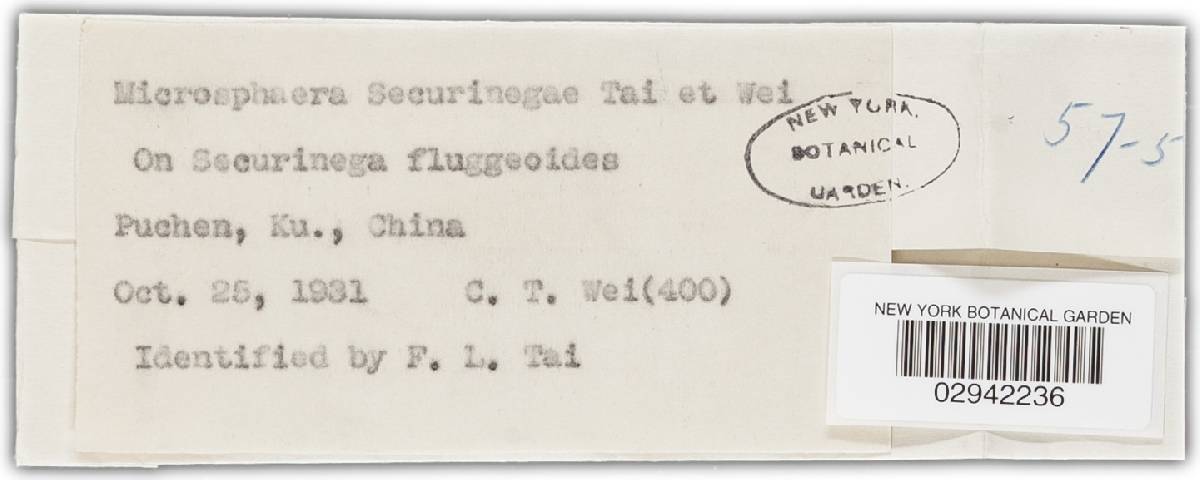 Microsphaera Securinegae Tai et Wei
On Securinega fluggeoides
Puchen, Ku., China
Oct. 25, 1931 C. T. Wei(400)
Identified by F. L. Tai
NEW YORK
BOTANICAL
GARDEN.
57-5
NEW YORK BOTANICAL GARDEN
02942236